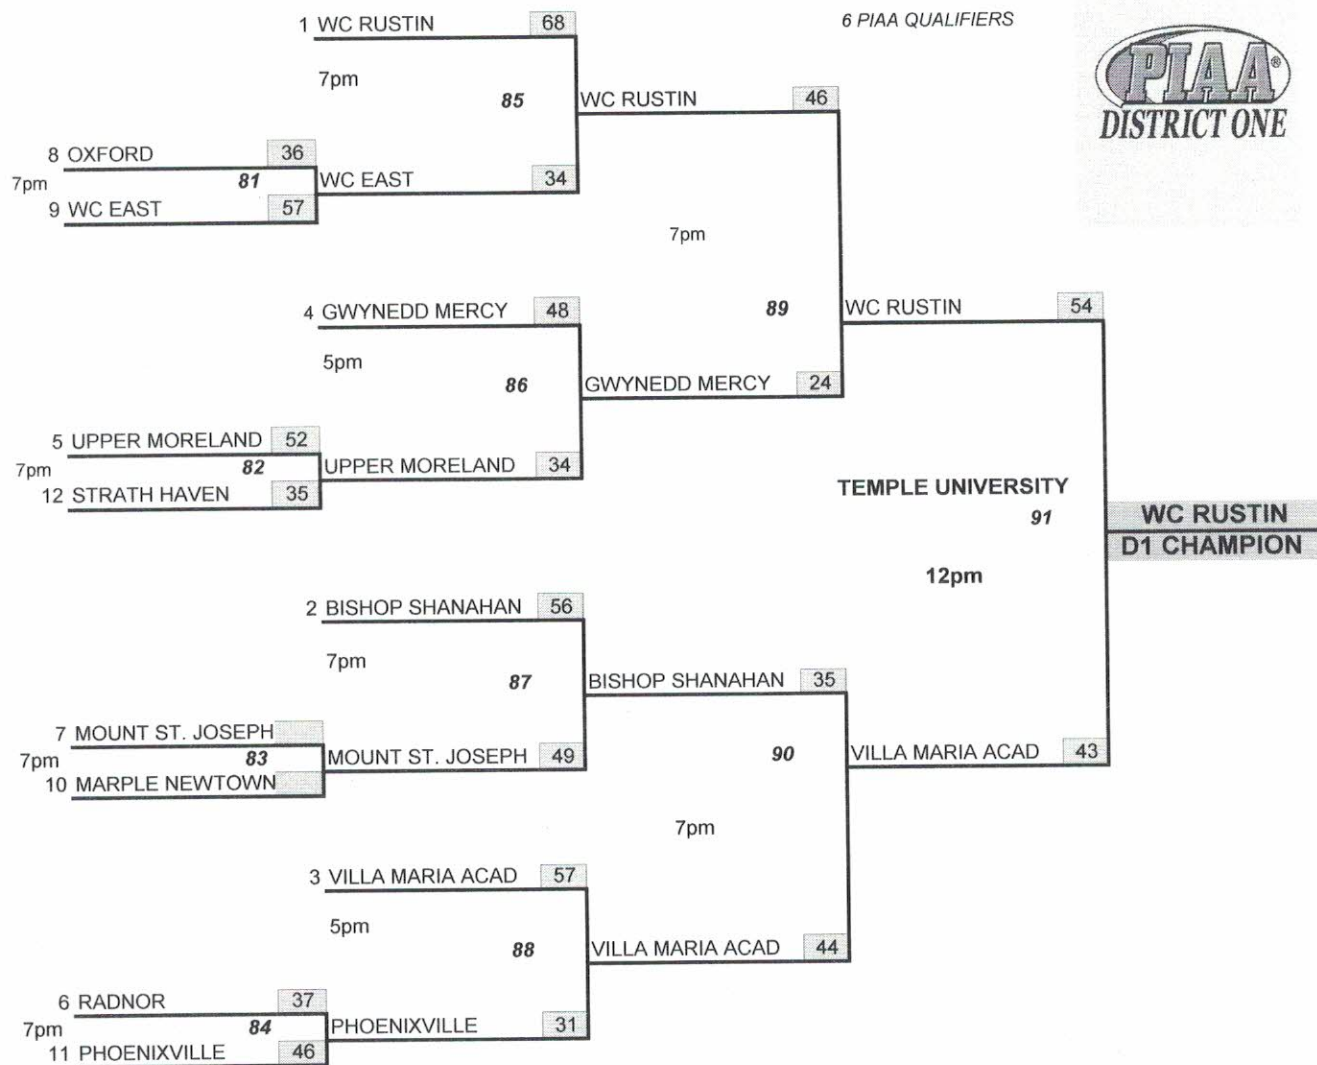 6 PIAA QUALIFIERS
PIAA®
DISTRICT ONE
1 WC RUSTIN 68
7pm
85
WC RUSTIN 46
8 OXFORD 36
7pm
81
WC EAST 34
9 WC EAST 57
7pm
4 GWYNEDD MERCY 48
89
WC RUSTIN 54
5pm
86
GWYNEDD MERCY 24
5 UPPER MORELAND 52
7pm
82
UPPER MORELAND 34
12 STRATH HAVEN 35
TEMPLE UNIVERSITY
91
WC RUSTIN
D1 CHAMPION
12pm
2 BISHOP SHANAHAN 56
7pm
87
BISHOP SHANAHAN 35
7 MOUNT ST. JOSEPH
7pm
83
MOUNT ST. JOSEPH 49
10 MARPLE NEWTOWN
90
VILLA MARIA ACAD 43
7pm
3 VILLA MARIA ACAD 57
5pm
88
VILLA MARIA ACAD 44
6 RADNOR 37
7pm
84
PHOENIXVILLE 31
11 PHOENIXVILLE 46